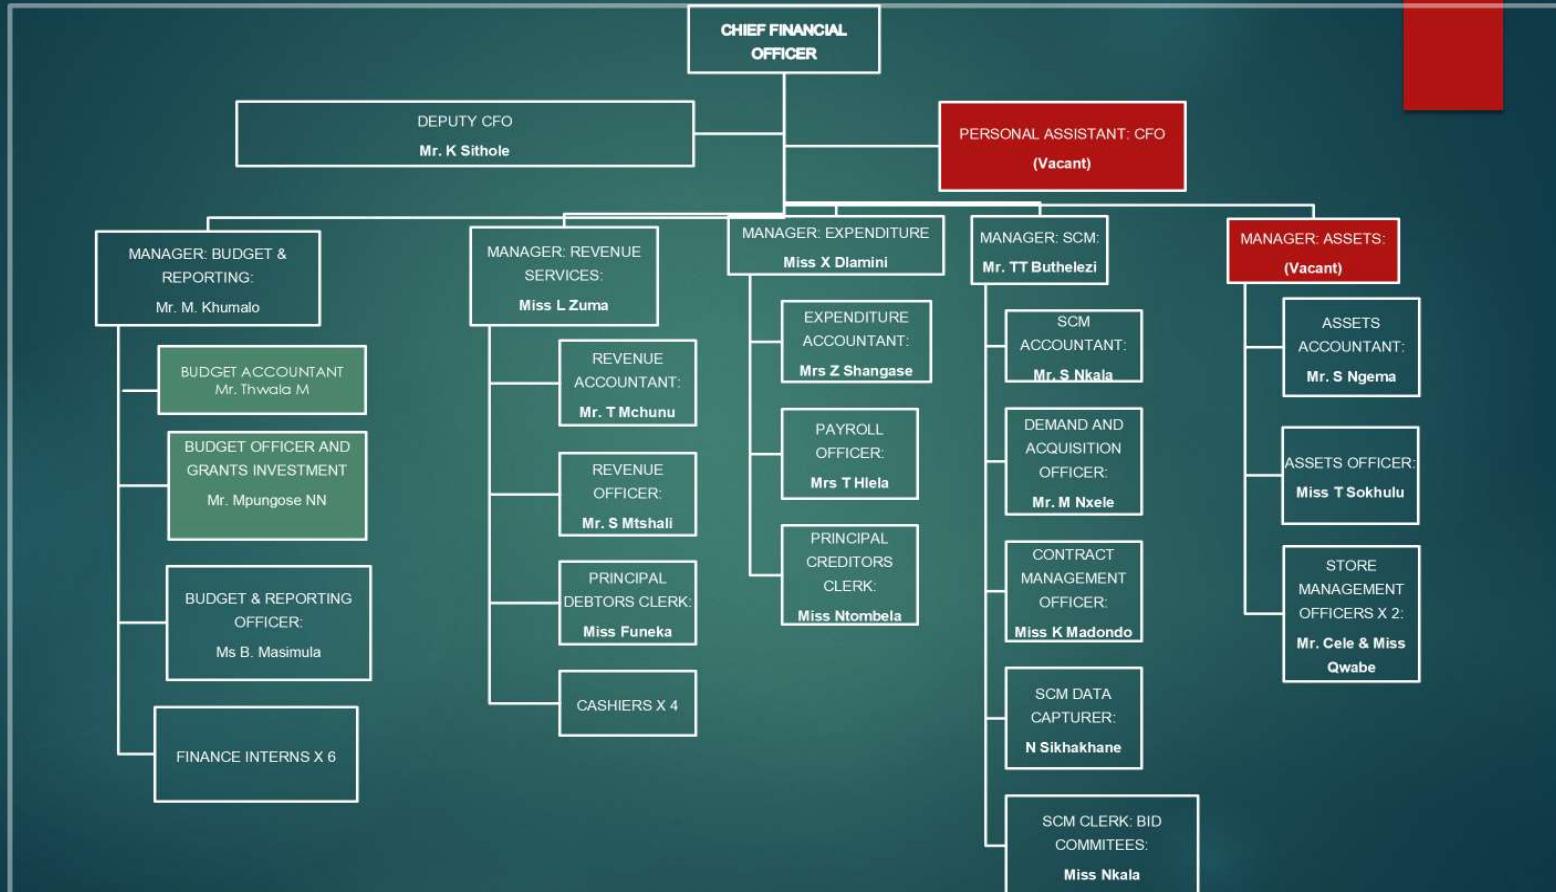 CHIEF FINANCIAL
OFFICER
DEPUTY CFO
Mr. K Sithole
PERSONAL ASSISTANT: CFO
(Vacant)
MANAGER: BUDGET &
REPORTING:
Mr. M. Khumalo
BUDGET ACCOUNTANT
Mr. Thwala M
BUDGET OFFICER AND
GRANTS INVESTMENT
Mr. Mpungose NN
BUDGET & REPORTING
OFFICER:
Ms B. Masimula
FINANCE INTERNS X 6
MANAGER: REVENUE
SERVICES:
Miss L Zuma
REVENUE
ACCOUNTANT:
Mr. T Mchunu
REVENUE
OFFICER:
Mr. S Mtshali
PRINCIPAL
DEBTORS CLERK:
Miss Funeka
CASHIERS X 4
MANAGER: EXPENDITURE
Miss X Dlamini
EXPENDITURE
ACCOUNTANT:
Mrs Z Shangase
PAYROLL
OFFICER:
Mrs T Hlela
PRINCIPAL
CREDITORS
CLERK:
Miss Ntombela
MANAGER: SCM:
Mr. TT Buthelezi
SCM
ACCOUNTANT:
Mr. S Nkala
DEMAND AND
ACQUISITION
OFFICER:
Mr. M Nxele
CONTRACT
MANAGEMENT
OFFICER:
Miss K Madondo
SCM DATA
CAPTURER:
N Sikhakhane
SCM CLERK: BID
COMMITEES:
Miss Nkala
MANAGER: ASSETS:
(Vacant)
ASSETS
ACCOUNTANT:
Mr. S Ngema
ASSETS OFFICER:
Miss T Sokhulu
STORE
MANAGEMENT
OFFICERS X 2:
Mr. Cele & Miss
Qwabe